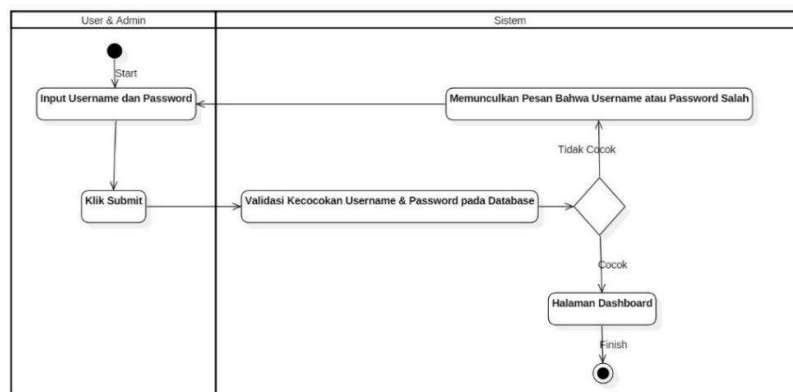 User & Admin
Sistem
Start
Input Username dan Password
Memunculkan Pesan Bahwa Username atau Password Salah
Tidak Cocok
Klik Submit
Validasi Kecocokan Username & Password pada Database
Cocok
Halaman Dashboard
Finish